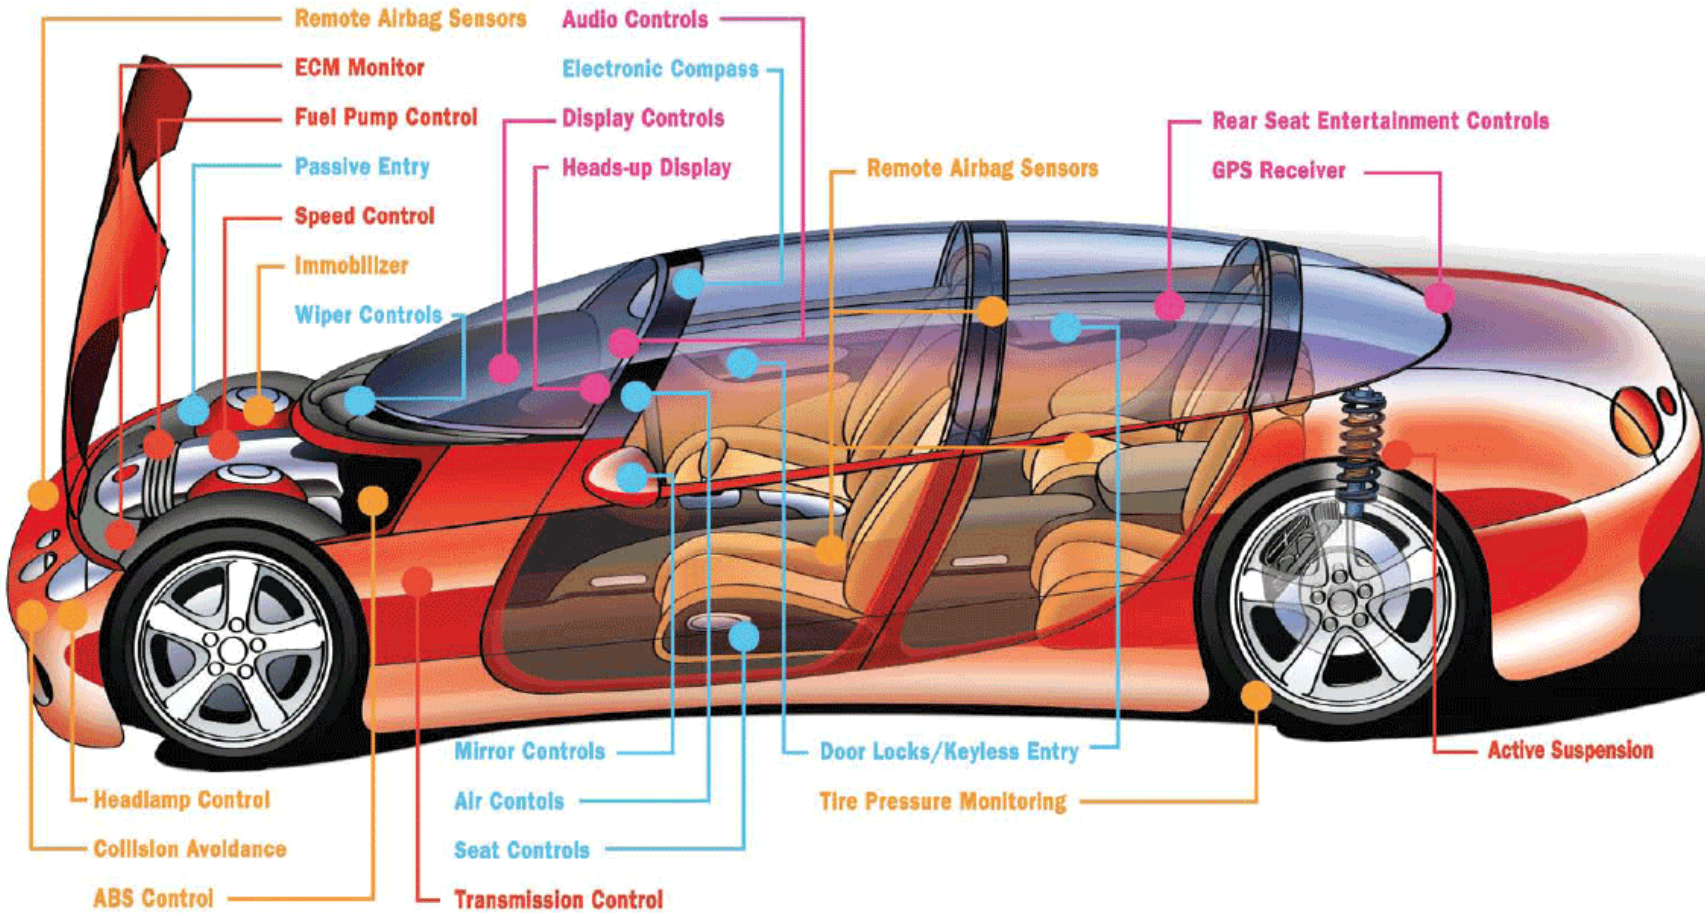 Remote Airbag Sensors
Audio Controls
ECM Monitor
Electronic Compass
Fuel Pump Control
Display Controls
Rear Seat Entertainment Controls
Passive Entry
Heads-up Display
Remote Airbag Sensors
GPS Receiver
Speed Control
Immobilizer
Wiper Controls
Mirror Controls
Door Locks/Keyless Entry
Active Suspension
Headlamp Control
Air Contols
Tire Pressure Monitoring
Collision Avoidance
Seat Controls
ABS Control
Transmission Control